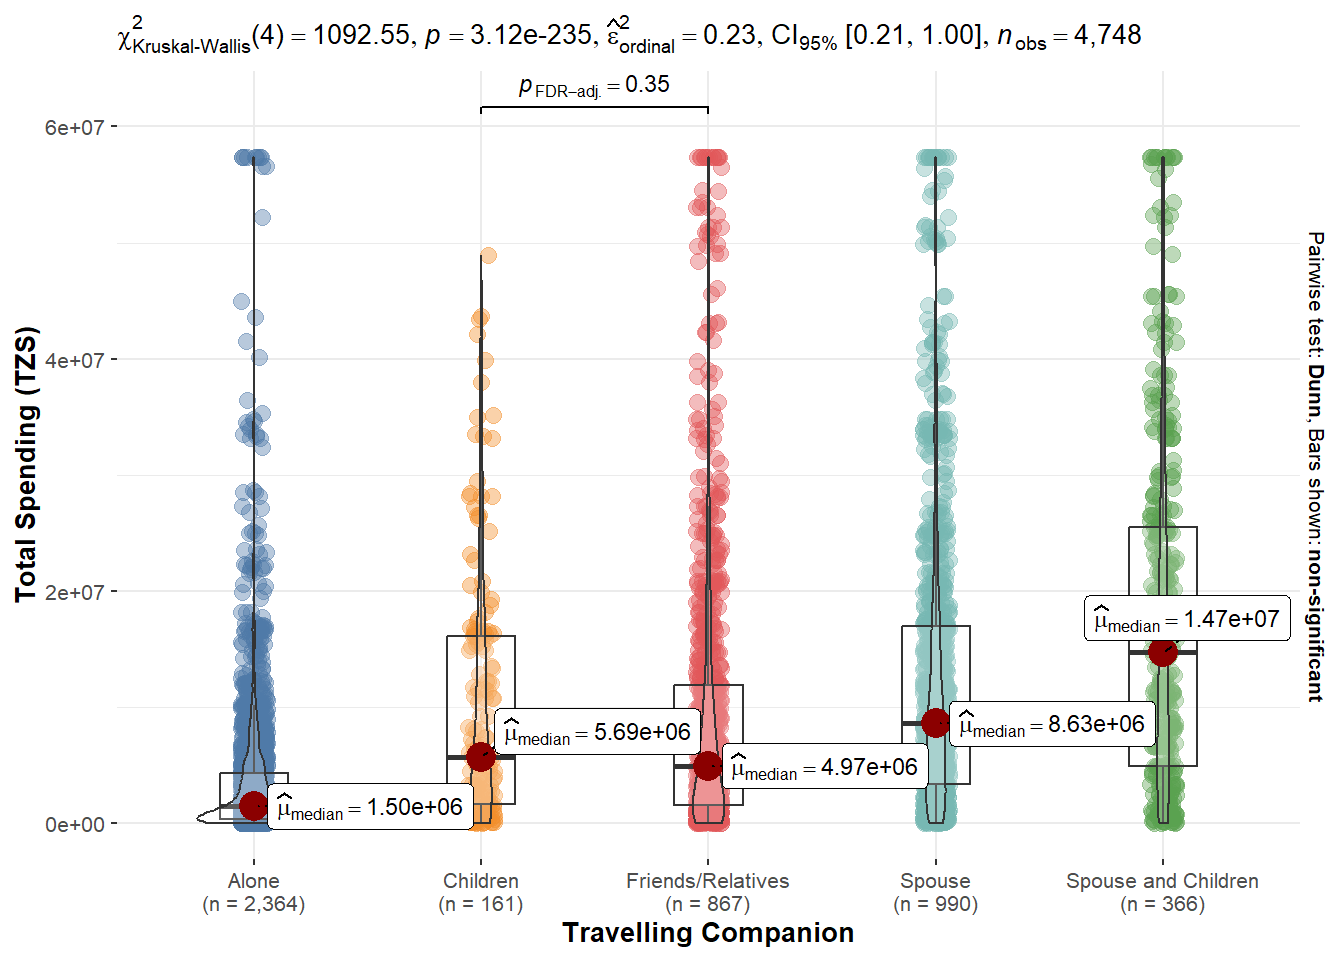 χ²Kruskal-Wallis(4) = 1092.55, p = 3.12e-235, ε̂²ordinal = 0.23, CI95% [0.21, 1.00], nobs = 4,748
pFDR−adj. = 0.35
6e+07
4e+07
2e+07
0e+00
Total Spending (TZS)
μ̂median = 1.50e+06
μ̂median = 5.69e+06
μ̂median = 4.97e+06
μ̂median = 8.63e+06
μ̂median = 1.47e+07
Pairwise test: Dunn, Bars shown: non-significant
Alone
(n = 2,364)
Children
(n = 161)
Friends/Relatives
(n = 867)
Spouse
(n = 990)
Spouse and Children
(n = 366)
Travelling Companion